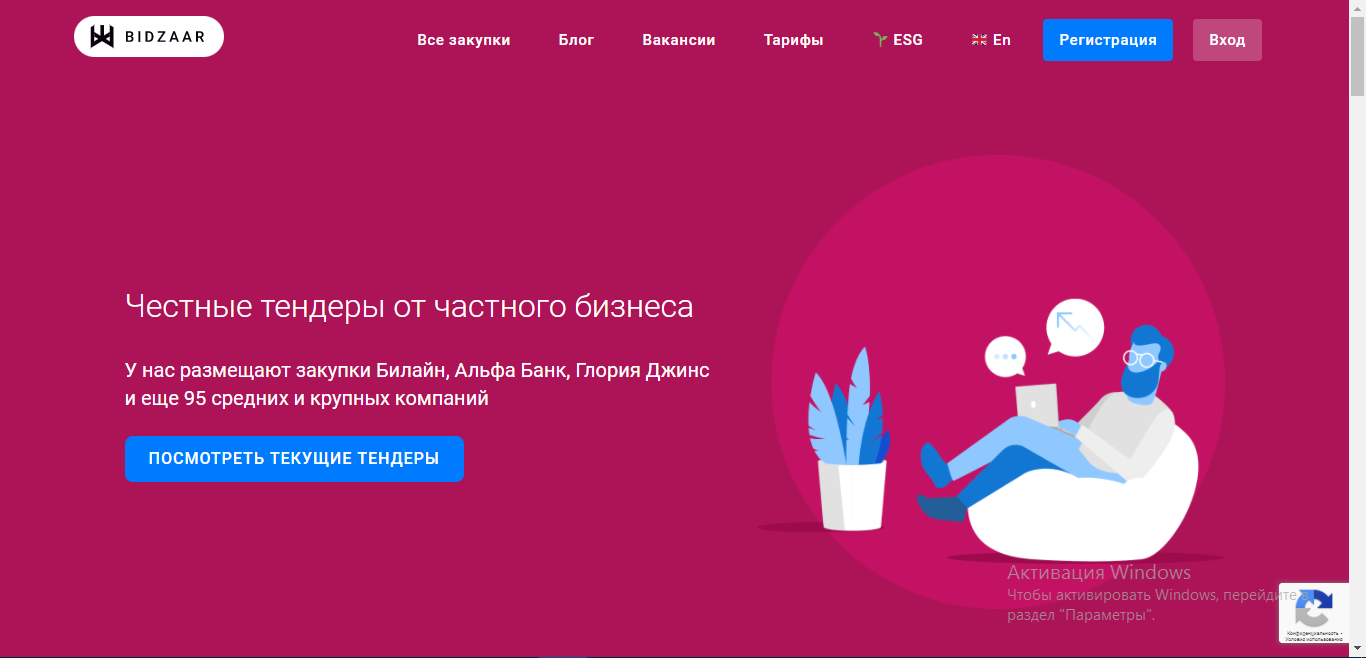 BIDZAAR
Все закупки
Блог
Вакансии
Тарифы
ESG
En
Регистрация
Вход
Честные тендеры от частного бизнеса
У нас размещают закупки Билайн, Альфа Банк, Глория Джинс
и еще 95 средних и крупных компаний
ПОСМОТРЕТЬ ТЕКУЩИЕ ТЕНДЕРЫ
Активация Windows
Чтобы активировать Windows, перейдите в
раздел "Параметры".
Конфиденциальность -
Условия использования